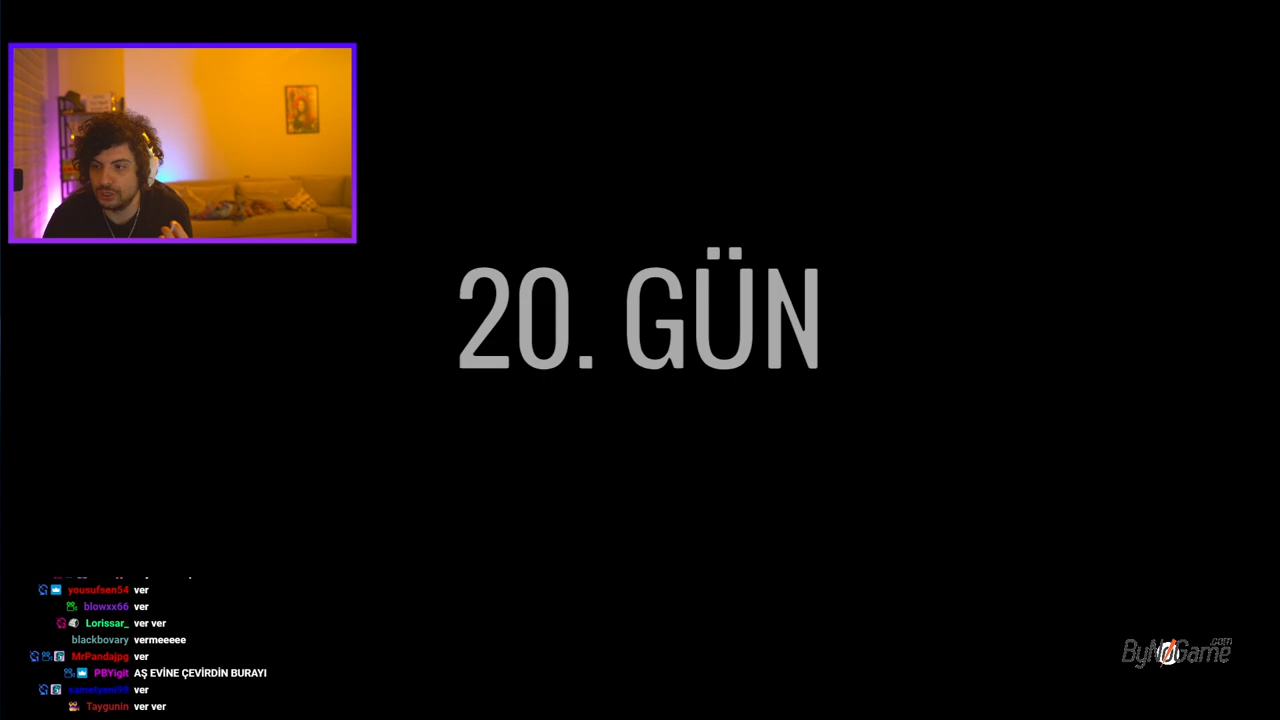 20. GÜN
yousufsen54 ver
blowxx66 ver
Lorissar_ ver ver
blackbovary vermeeeee
MrPandajpg ver
PBYigit AŞ EVİNE ÇEVİRDİN BURAYI
sametyeni99 ver
Taygunin ver ver
ByNoGame.com